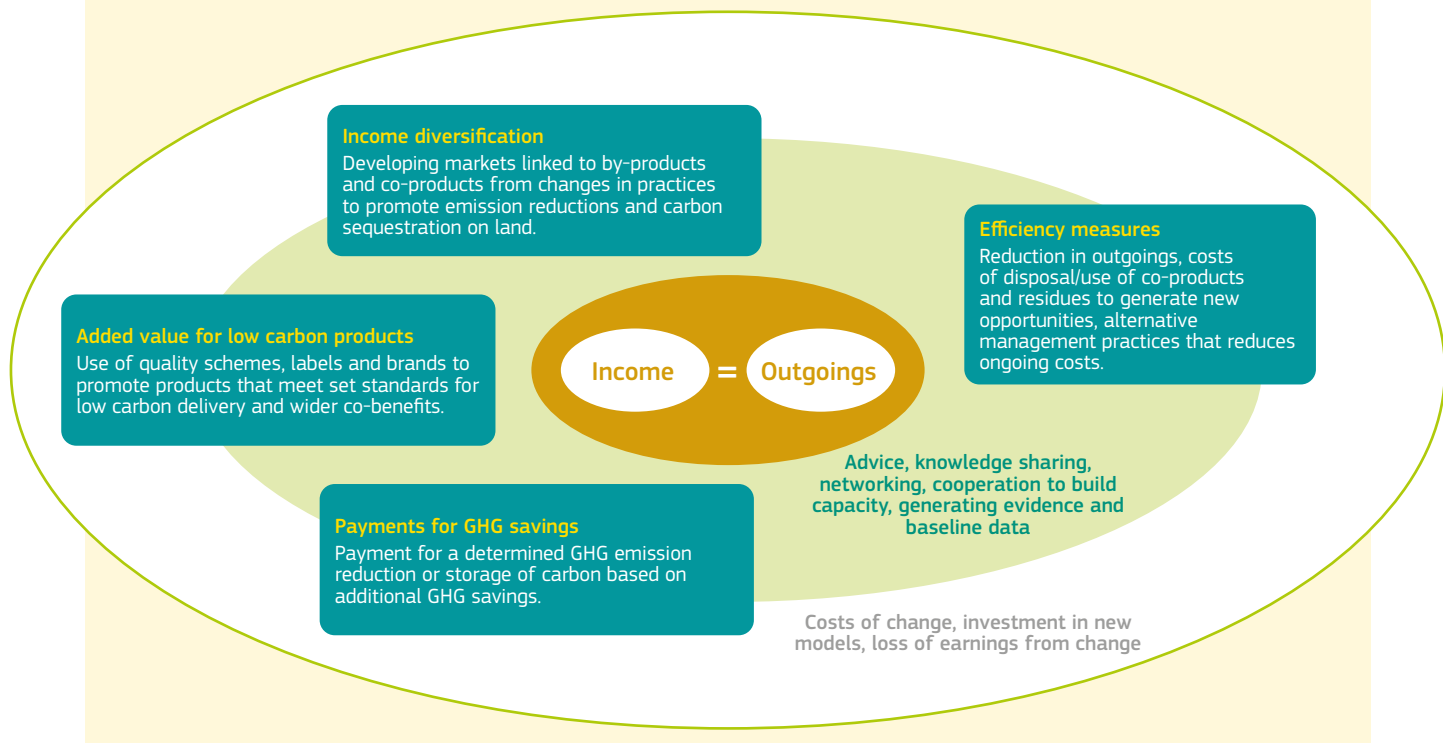 Income diversification
Developing markets linked to by-products
and co-products from changes in practices
to promote emission reductions and carbon
sequestration on land.
Efficiency measures
Reduction in outgoings, costs
of disposal/use of co-products
and residues to generate new
opportunities, alternative
management practices that reduces
ongoing costs.
Added value for low carbon products
Use of quality schemes, labels and brands to
promote products that meet set standards for
low carbon delivery and wider co-benefits.
Income = Outgoings
Advice, knowledge sharing,
networking, cooperation to build
capacity, generating evidence and
baseline data
Payments for GHG savings
Payment for a determined GHG emission
reduction or storage of carbon based on
additional GHG savings.
Costs of change, investment in new
models, loss of earnings from change